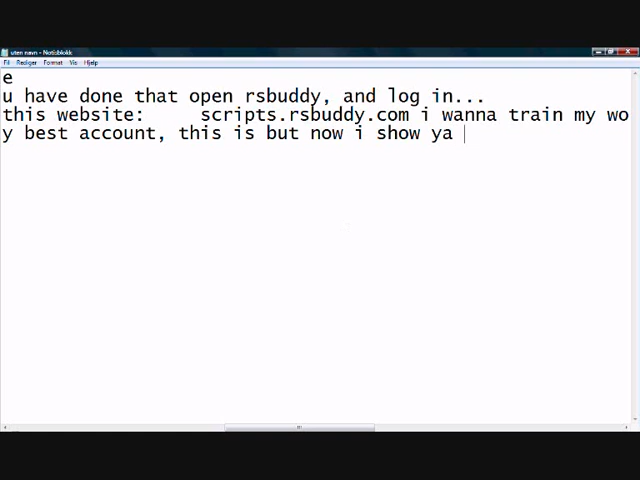 uten navn - Notisblokk
Fil Rediger Format Vis Hjelp
e
u have done that open rsbuddy, and log in...
this website: scripts.rsbuddy.com i wanna train my wo
y best account, this is but now i show ya